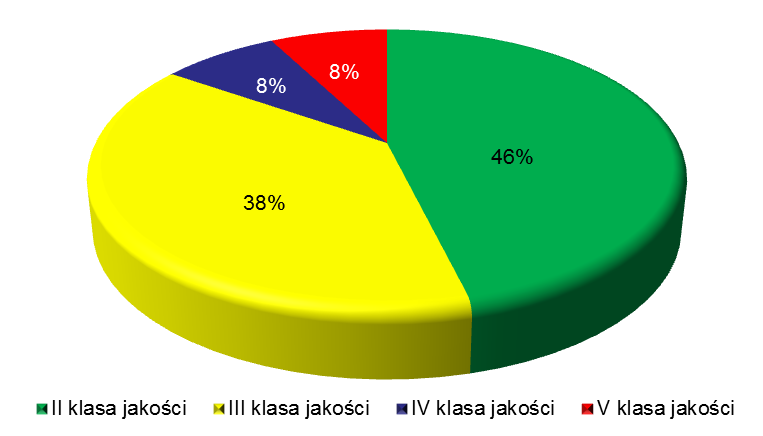 8%
8%
46%
38%
II klasa jakości
III klasa jakości
IV klasa jakości
V klasa jakości